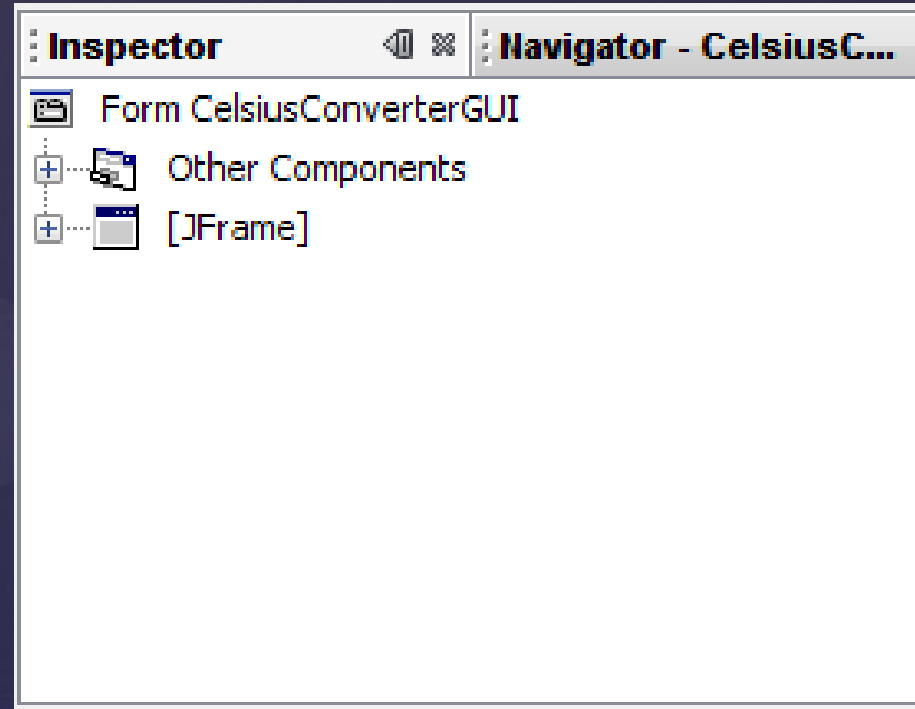 Inspector Navigator - CelsiusC...
Form CelsiusConverterGUI
Other Components
[JFrame]